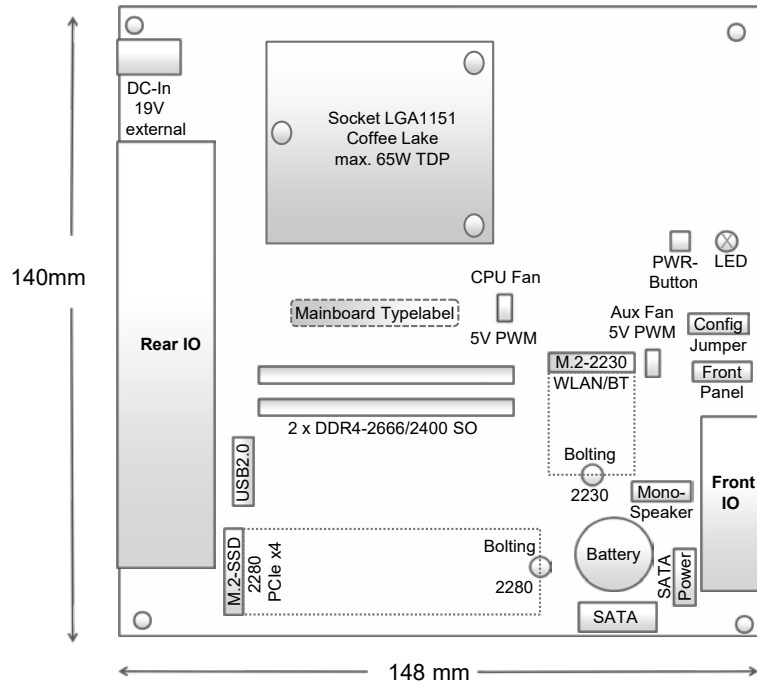 DC-In
19V
external
Socket LGA1151
Coffee Lake
max. 65W TDP
PWR-
Button
LED
140mm
CPU Fan
5V PWM
Mainboard Typelabel
Aux Fan
5V PWM
Config
Jumper
Rear IO
M.2-2230
WLAN/BT
Front
Panel
2 x DDR4-2666/2400 SO
USB2.0
Bolting
2230
Mono-
Speaker
Front
IO
M.2-SSD
2280
PCIe x4
Bolting
2280
Battery
SATA
Power
SATA
148 mm